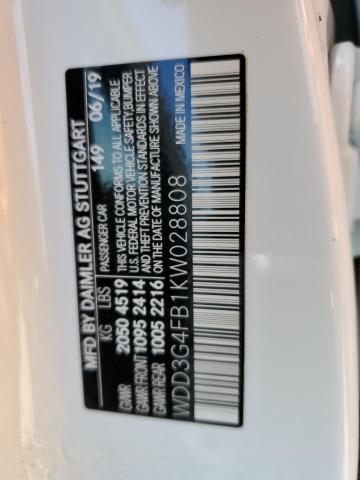 MFD BY DAIMLER AG STUTTGART
PASSENGER CAR 149 06/19
KG LBS
GVWR 2050 4519
GAWR FRONT 1095 2414
GAWR REAR 1005 2216
THIS VEHICLE CONFORMS TO ALL APPLICABLE
U.S. FEDERAL MOTOR VEHICLE SAFETY,BUMPER
AND THEFT PREVENTION STANDARDS IN EFFECT
ON THE DATE OF MANUFACTURE SHOWN ABOVE
WDD3G4FB1KW028808 MADE IN MEXICO